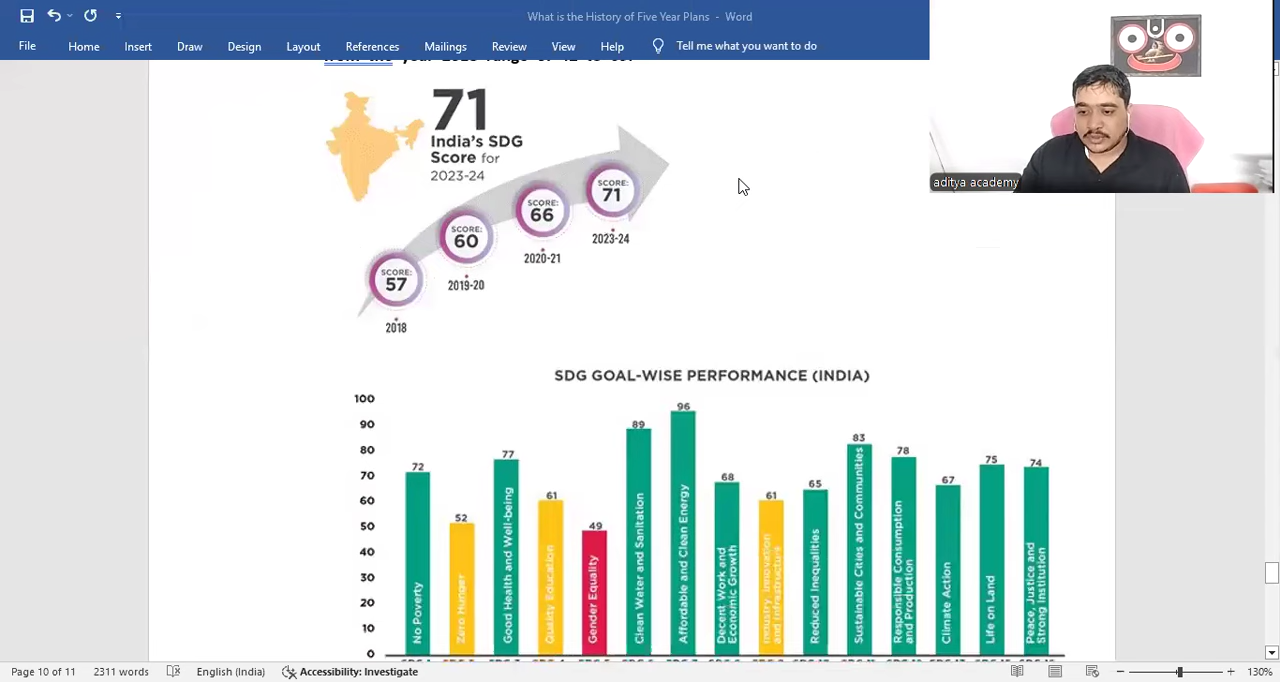 What is the History of Five Year Plans - Word
File Home Insert Draw Design Layout References Mailings Review View Help Tell me what you want to do
71
India's SDG
Score for
2023-24
SCORE:
57
2018
SCORE:
60
2019-20
SCORE:
66
2020-21
SCORE:
71
2023-24
aditya academy
SDG GOAL-WISE PERFORMANCE (INDIA)
100
90
80
70
60
50
40
30
20
10
0
72
No Poverty
52
Zero Hunger
77
Good Health and Well-being
61
Quality Education
49
Gender Equality
89
Clean Water and Sanitation
96
Affordable and Clean Energy
68
Decent Work and
Economic Growth
61
Industry, Innovation
and Infrastructure
65
Reduced Inequalities
83
Sustainable Cities and Communities
78
Responsible Consumption
and Production
67
Climate Action
75
Life on Land
74
Peace, Justice and
Strong Institution
Page 10 of 11 2311 words English (India) Accessibility: Investigate 130%